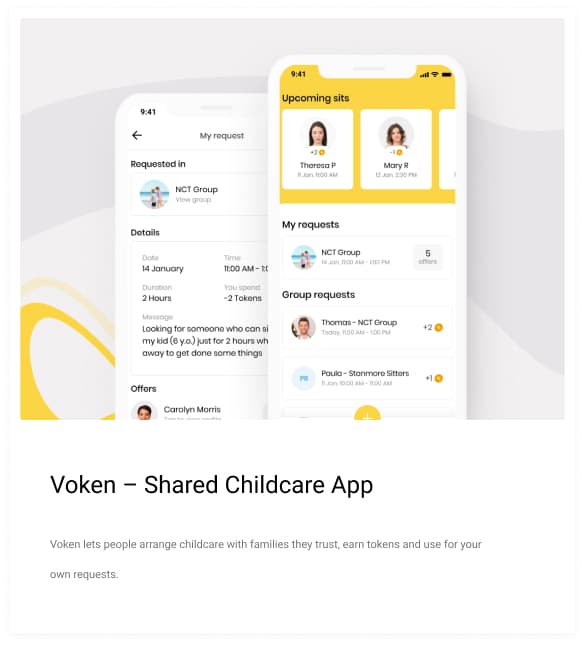 9:41
My request
Requested in
NCT Group
View group
Details
Date
Time
14 January
11:00 AM - 1:0
Duration
You spend
2 Hours
-2 Tokens
Message
Looking for someone who can si
my kid (6 y.o.) just for 2 hours wh
away to get done some things
Offers
Carolyn Morris
9:41
Upcoming sits
+2
-1
Theresa P
Mary R
11 Jan, 11:00 AM
12 Jan, 2:30 PM
My requests
NCT Group
14 Jan, 11:00 AM - 1:00 PM
5
offers
Group requests
Thomas - NCT Group
Today, 11:00 AM - 1:00 PM
+2
PB
Paula - Stanmore Sitters
11 Jan, 10:00 AM - 11:00 AM
+1
Voken – Shared Childcare App
Voken lets people arrange childcare with families they trust, earn tokens and use for your
own requests.